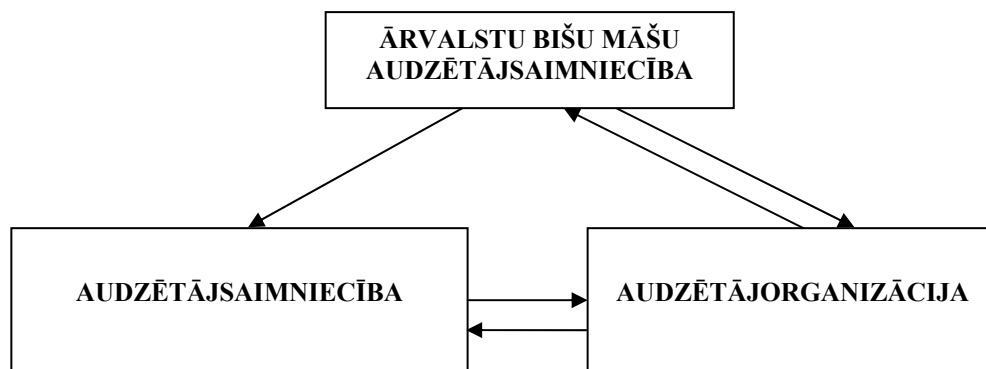 ĀRVALSTU BIŠU MĀŠU
AUDZĒTĀJSAIMNIECĪBA
AUDZĒTĀJSAIMNIECĪBA
AUDZĒTĀJORGANIZĀCIJA